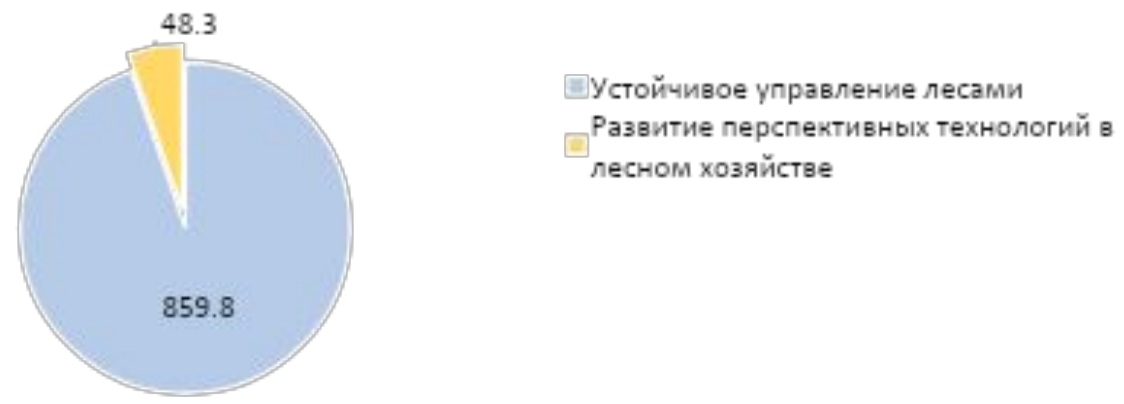 48.3
859.8
Устойчивое управление лесами
Развитие перспективных технологий в
лесном хозяйстве